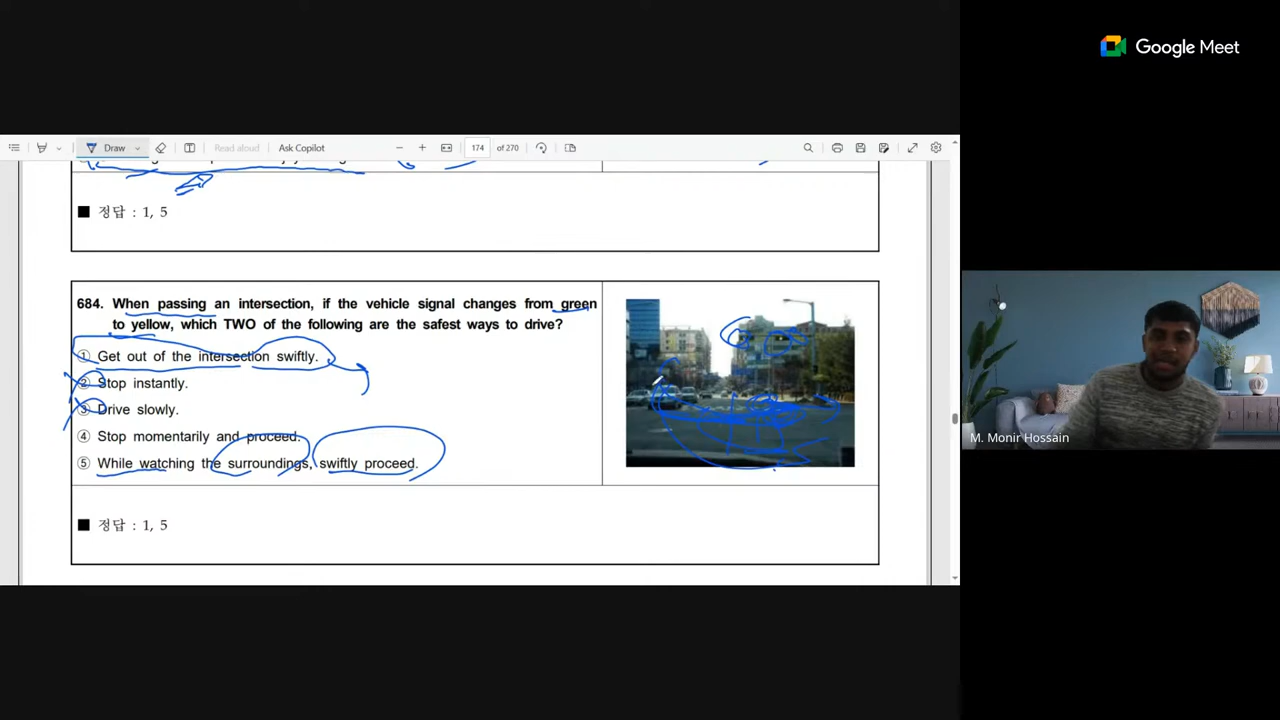 Google Meet
Draw
Read aloud
Ask Copilot
174
of 270
■ 정답 : 1, 5
684. When passing an intersection, if the vehicle signal changes from green
to yellow, which TWO of the following are the safest ways to drive?
① Get out of the intersection swiftly.
② Stop instantly.
③ Drive slowly.
④ Stop momentarily and proceed.
⑤ While watching the surroundings, swiftly proceed.
■ 정답 : 1, 5
M. Monir Hossain